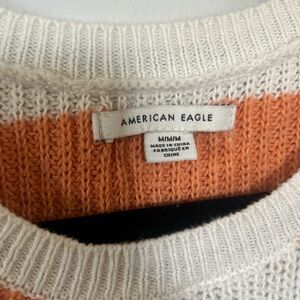 AMERICAN EAGLE
M/M/M
MADE IN CHINA
FABRIQUÉ EN
CHINE